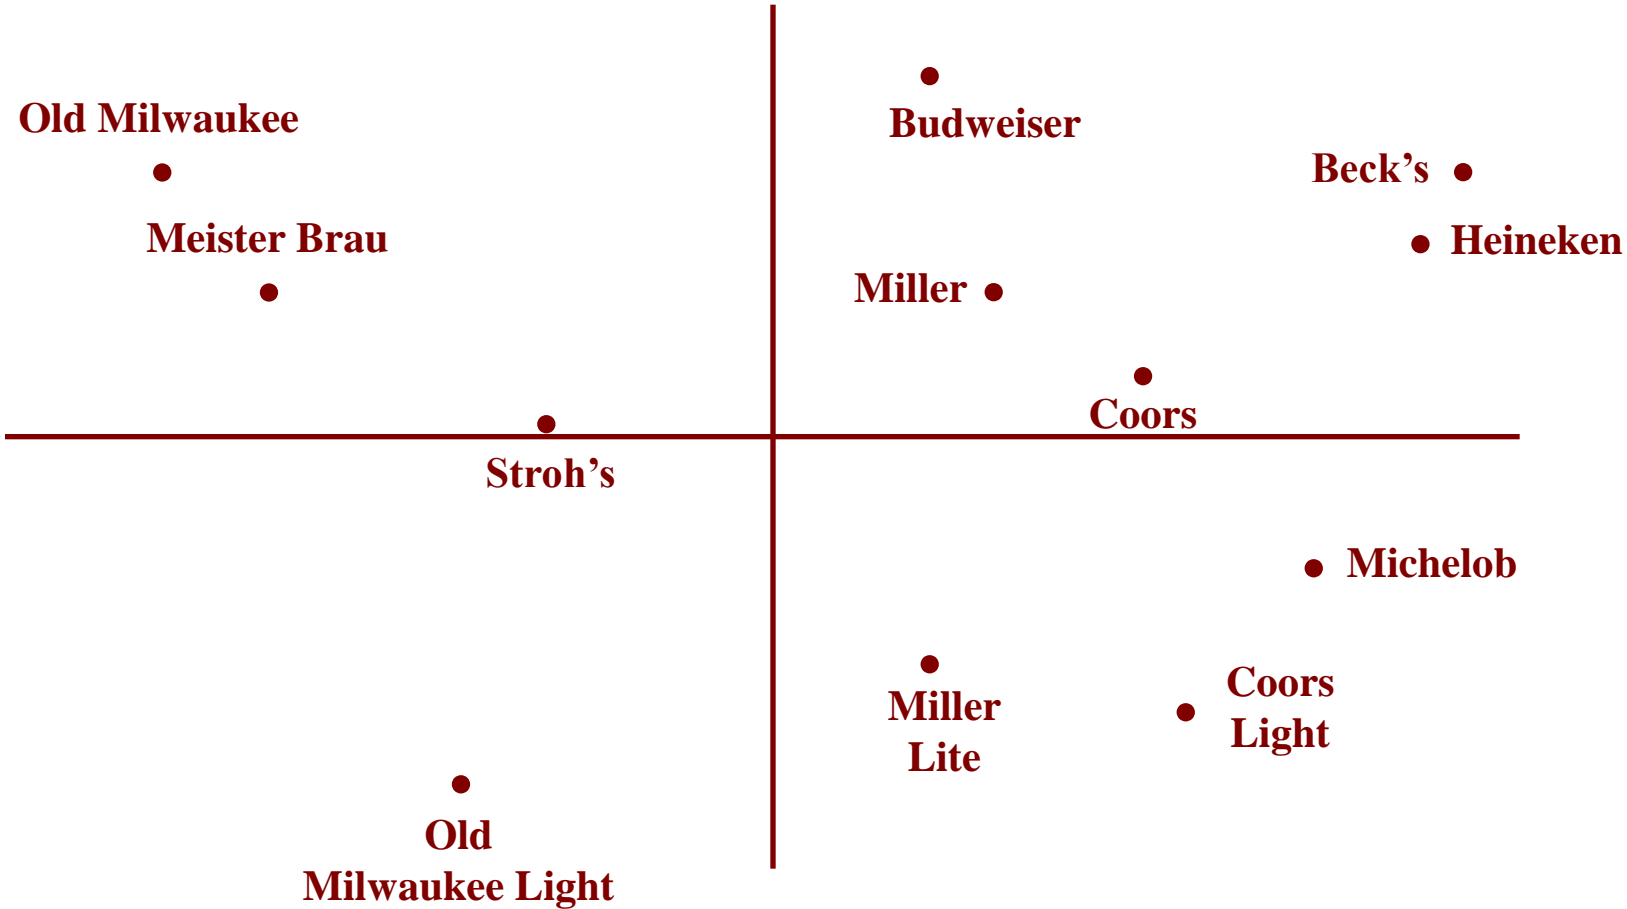 Old Milwaukee
Budweiser
Beck’s
Meister Brau
Heineken
Miller
Coors
Stroh’s
Michelob
Coors
Light
Miller
Lite
Old
Milwaukee Light